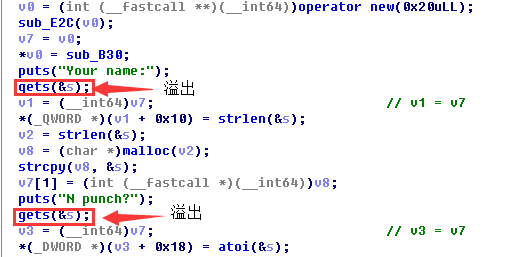 v0 = (int (__fastcall **)(__int64))operator new(0x20uLL);
sub_E2C(v0);
v7 = v0;
*v0 = sub_B30;
puts("Your name:");
gets(&s); 溢出
v1 = (__int64)v7; // v1 = v7
*(_QWORD *)(v1 + 0x10) = strlen(&s);
v2 = strlen(&s);
v8 = (char *)malloc(v2);
strcpy(v8, &s);
v7[1] = (int (__fastcall *)(__int64))v8;
puts("N punch?");
gets(&s); 溢出
v3 = (__int64)v7; // v3 = v7
*(_DWORD *)(v3 + 0x18) = atoi(&s);